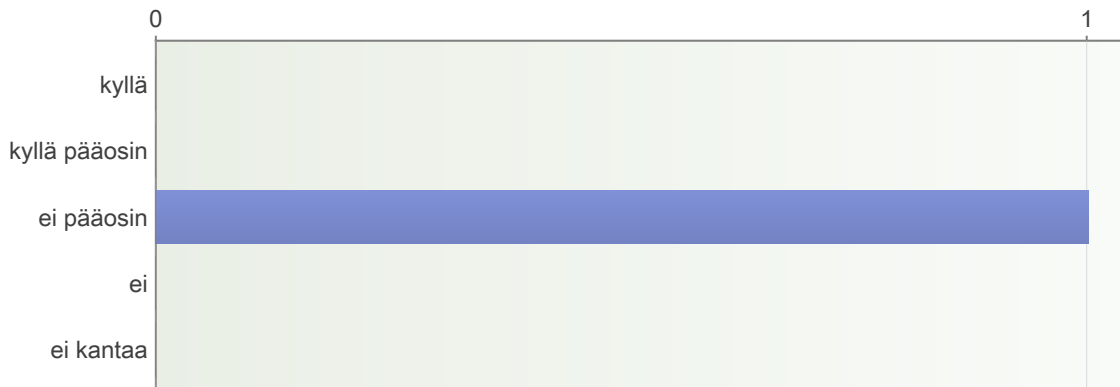 0 1
kyllä
kyllä pääosin
ei pääosin
ei
ei kantaa